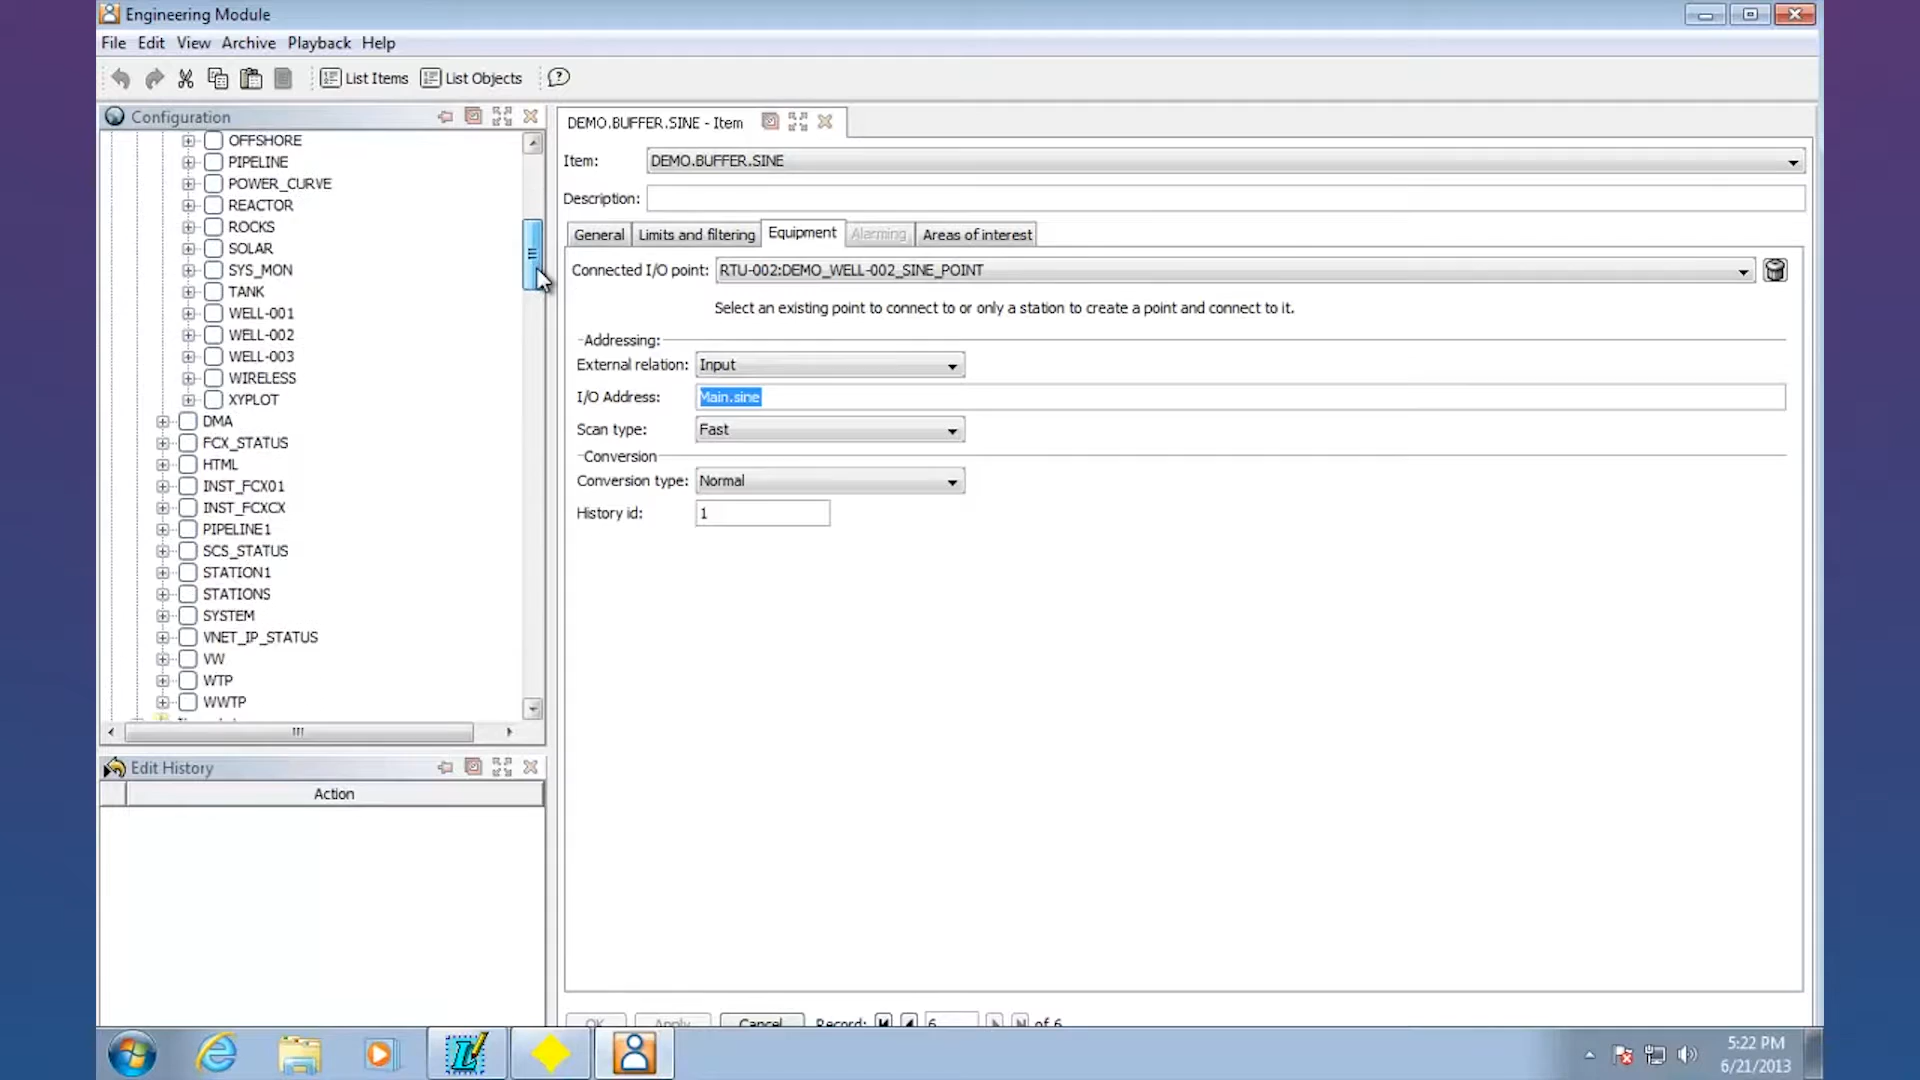 Engineering Module
File Edit View Archive Playback Help
List Items List Objects
Configuration
OFFSHORE
PIPELINE
POWER_CURVE
REACTOR
ROCKS
SOLAR
SYS_MON
TANK
WELL-001
WELL-002
WELL-003
WIRELESS
XYPLOT
DMA
FCX_STATUS
HTML
INST_FCX01
INST_FCXCX
PIPELINE1
SCS_STATUS
STATION1
STATIONS
SYSTEM
VNET_IP_STATUS
VW
WTP
WWTP
Edit History
Action
DEMO.BUFFER.SINE - Item
Item: DEMO.BUFFER.SINE
Description:
General Limits and filtering Equipment Alarming Areas of interest
Connected I/O point: RTU-002:DEMO_WELL-002_SINE_POINT
Select an existing point to connect to or only a station to create a point and connect to it.
Addressing:
External relation: Input
I/O Address: Main.sine
Scan type: Fast
Conversion
Conversion type: Normal
History id: 1
OK Apply Cancel Record: 6 of 6
5:22 PM
6/21/2013